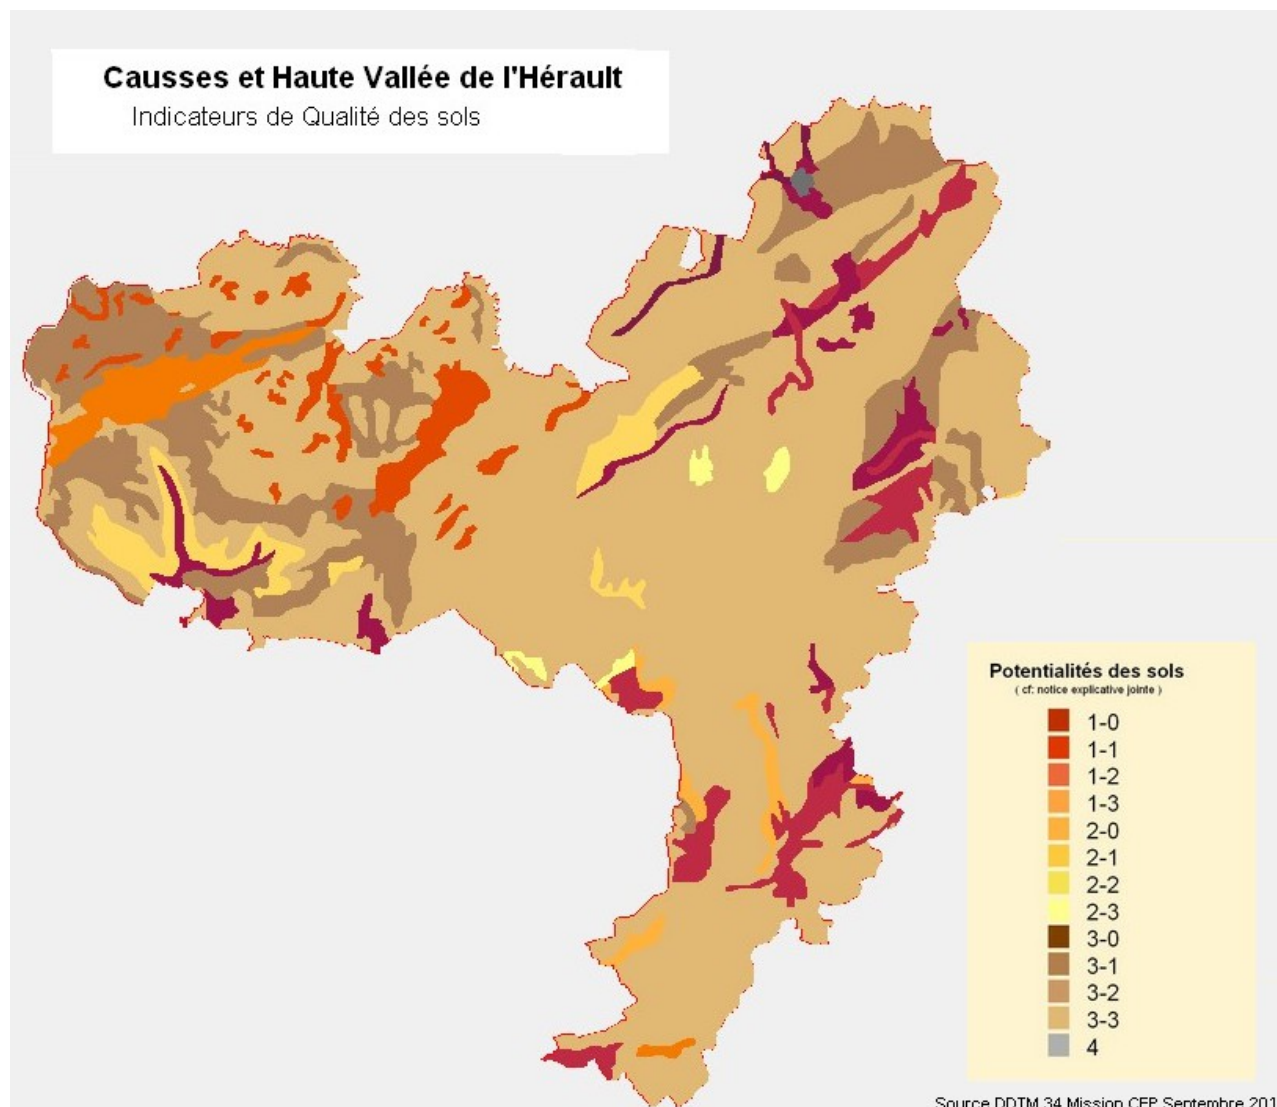 Causses et Haute Vallée de l'Hérault
Indicateurs de Qualité des sols
Potentialités des sols
( cf: notice explicative jointe )
1-0
1-1
1-2
1-3
2-0
2-1
2-2
2-3
3-0
3-1
3-2
3-3
4
Source DDTM 34 Mission CEP Septembre 201